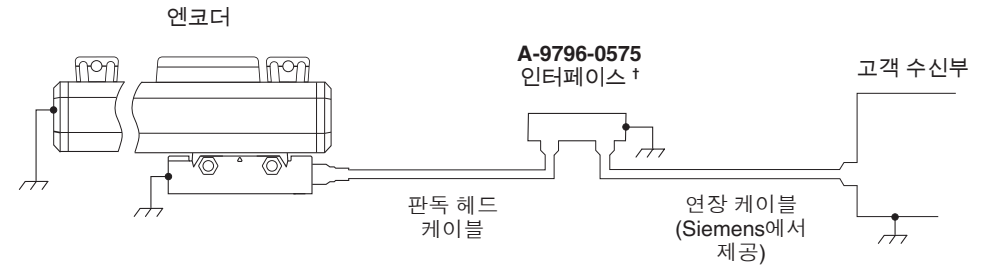 엔코더
A-9796-0575
인터페이스 †
고객 수신부
판독 헤드
케이블
연장 케이블
(Siemens에서
제공)